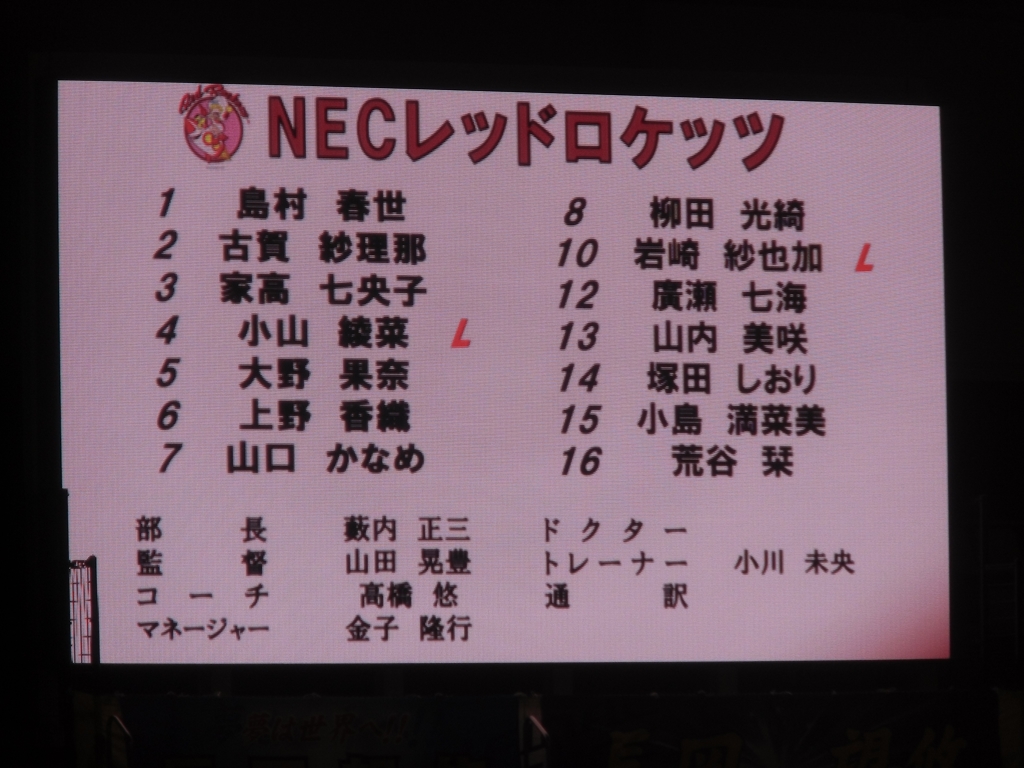 Red Rockets
NECレッドロケッツ
1 島村 春世
2 古賀 紗理那
3 家高 七央子
4 小山 綾菜 L
5 大野 果奈
6 上野 香織
7 山口 かなめ
8 柳田 光綺
10 岩崎 紗也加 L
12 廣瀬 七海
13 山内 美咲
14 塚田 しおり
15 小島 満菜美
16 荒谷 栞
部長 藪内 正三
監督 山田 晃豊
コーチ 高橋 悠
マネージャー 金子 隆行
ドクター
トレーナー 小川 未央
通訳